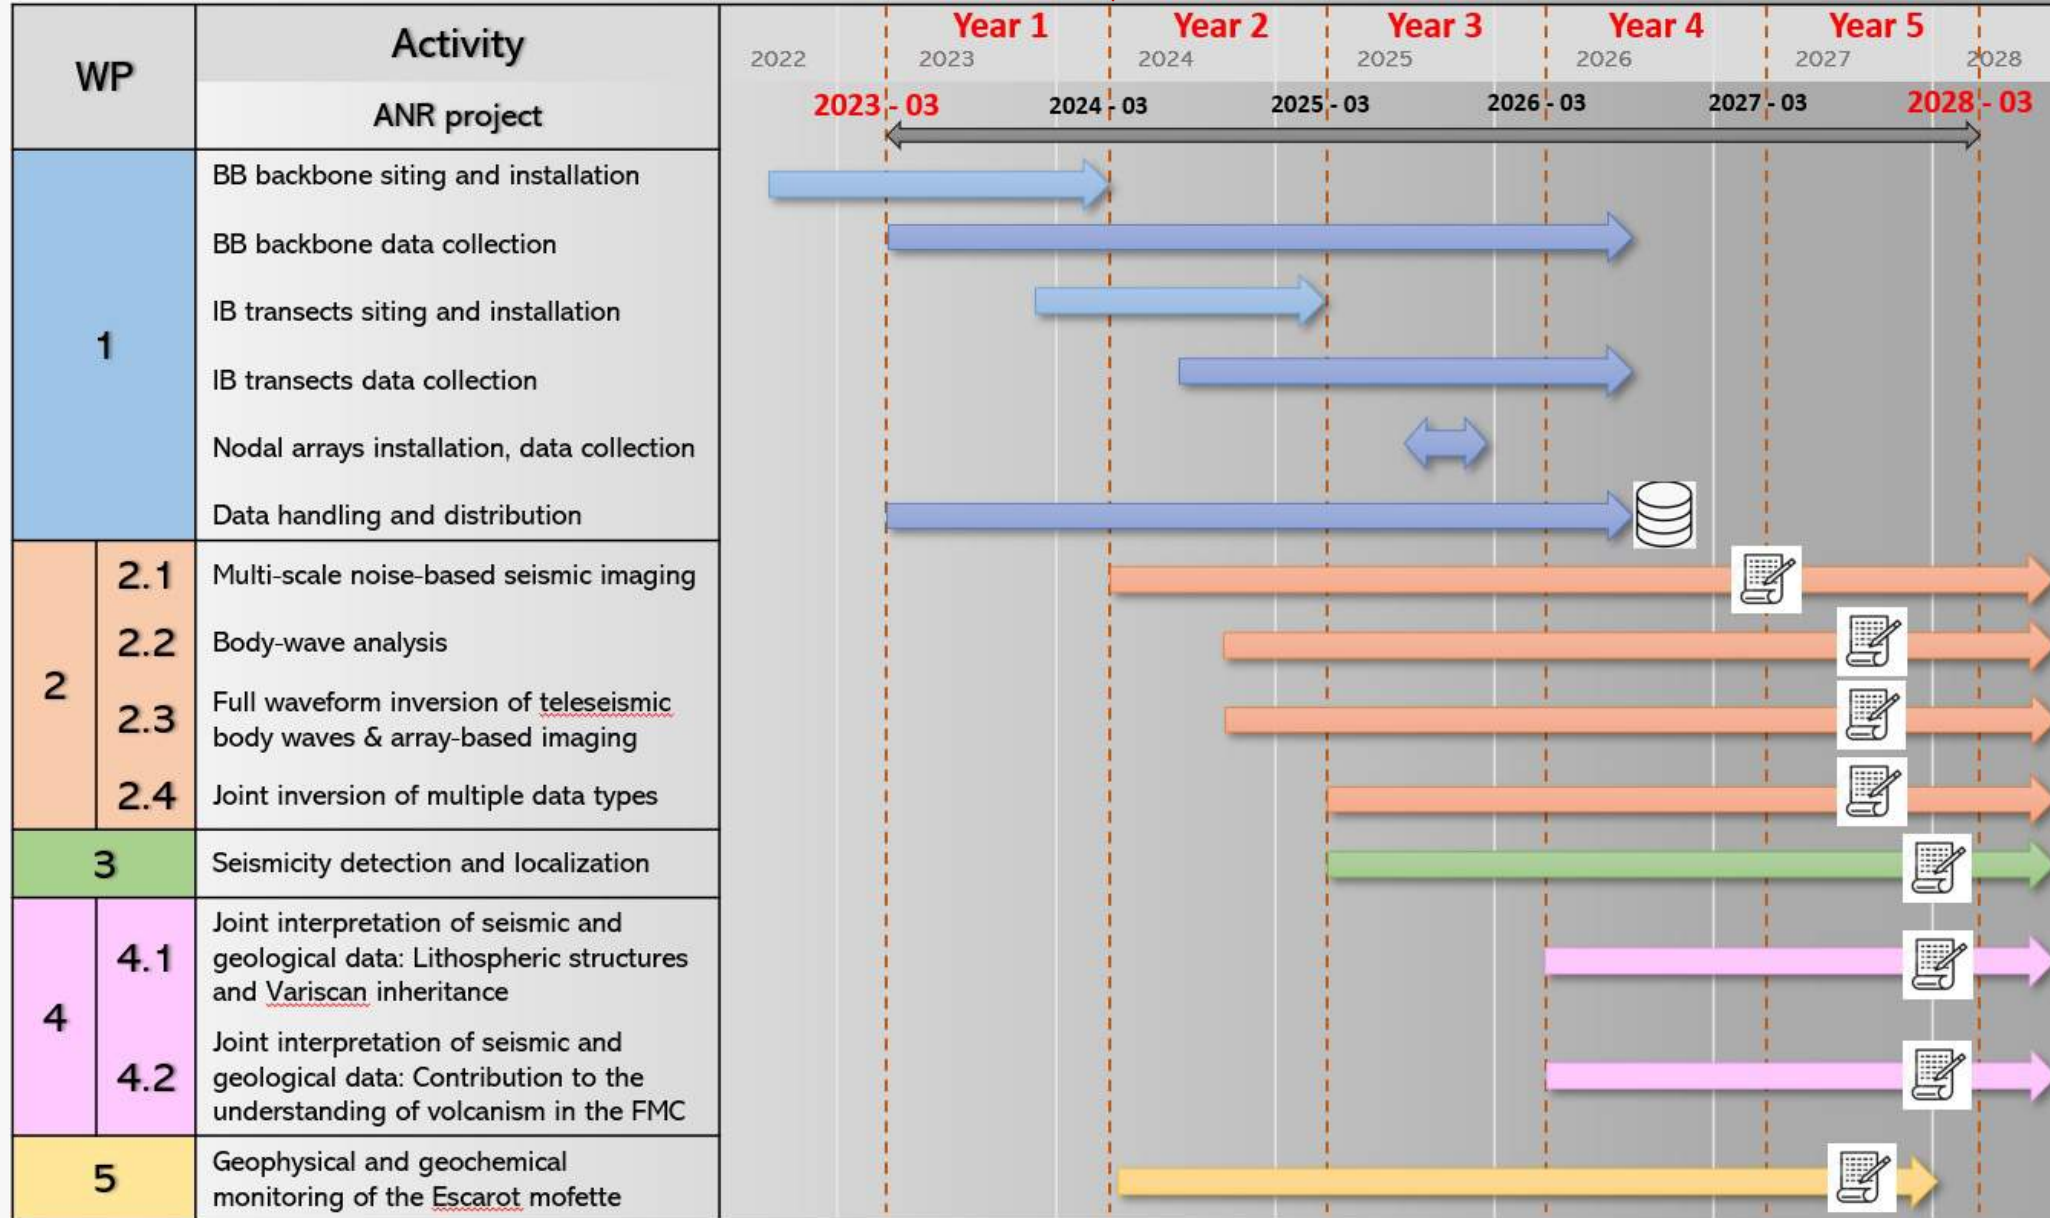 WP
Activity
Year 1
Year 2
Year 3
Year 4
Year 5
2022
2023
2024
2025
2026
2027
2028
ANR project
2023 - 03
2024 - 03
2025 - 03
2026 - 03
2027 - 03
2028 - 03
1
BB backbone siting and installation
BB backbone data collection
IB transects siting and installation
IB transects data collection
Nodal arrays installation, data collection
Data handling and distribution
2
2.1
Multi-scale noise-based seismic imaging
2.2
Body-wave analysis
2.3
Full waveform inversion of teleseismic
body waves & array-based imaging
2.4
Joint inversion of multiple data types
3
Seismicity detection and localization
4
4.1
Joint interpretation of seismic and
geological data: Lithospheric structures
and Variscan inheritance
4.2
Joint interpretation of seismic and
geological data: Contribution to the
understanding of volcanism in the FMC
5
Geophysical and geochemical
monitoring of the Escarot mofette